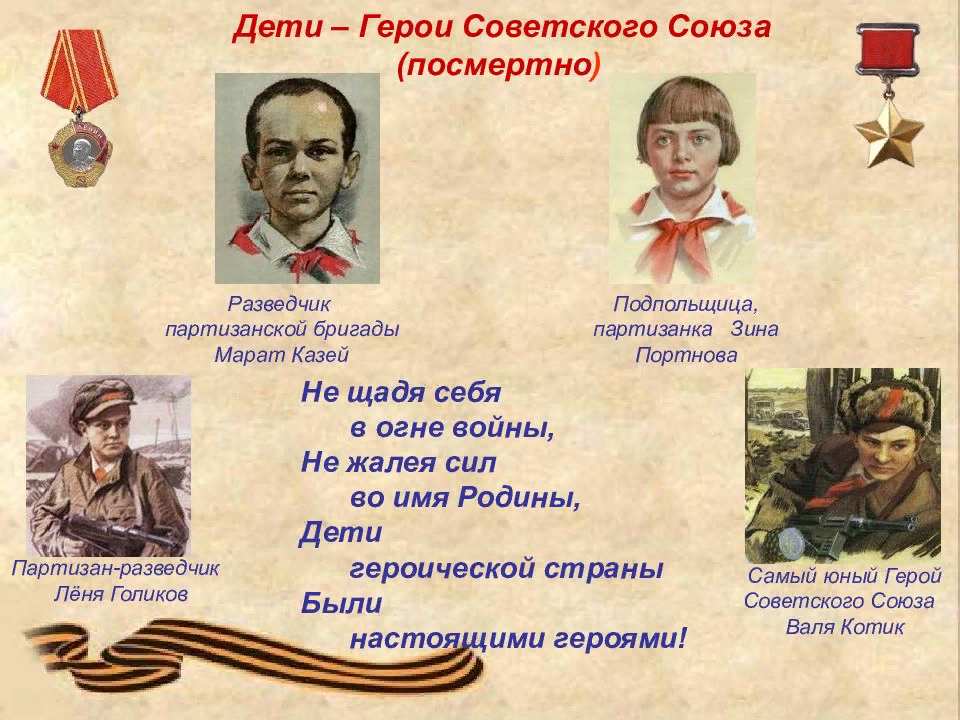 Дети – Герои Советского Союза
(посмертно)
ЛЕНИН
Разведчик
партизанской бригады
Марат Казей
Подпольщица,
партизанка Зина
Портнова
Не щадя себя
в огне войны,
Не жалея сил
во имя Родины,
Дети
героической страны
Были
настоящими героями!
Партизан-разведчик
Лёня Голиков
Самый юный Герой
Советского Союза
Валя Котик